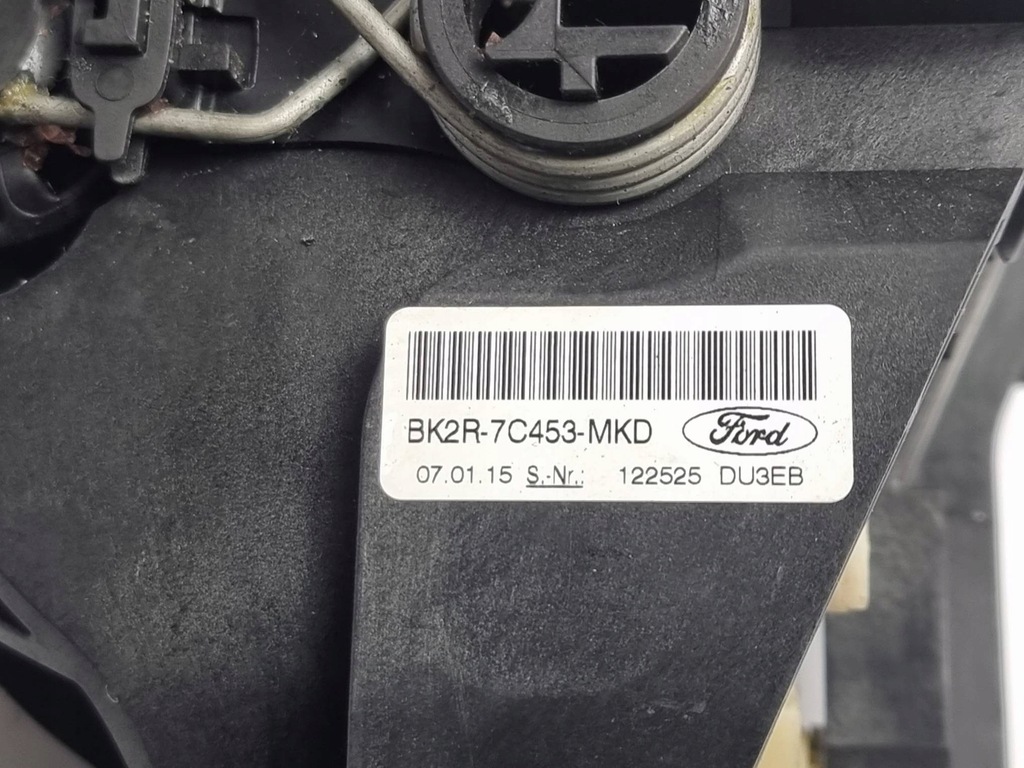 BK2R-7C453-MKD Ford
07.01.15 S.-Nr.: 122525 DU3EB